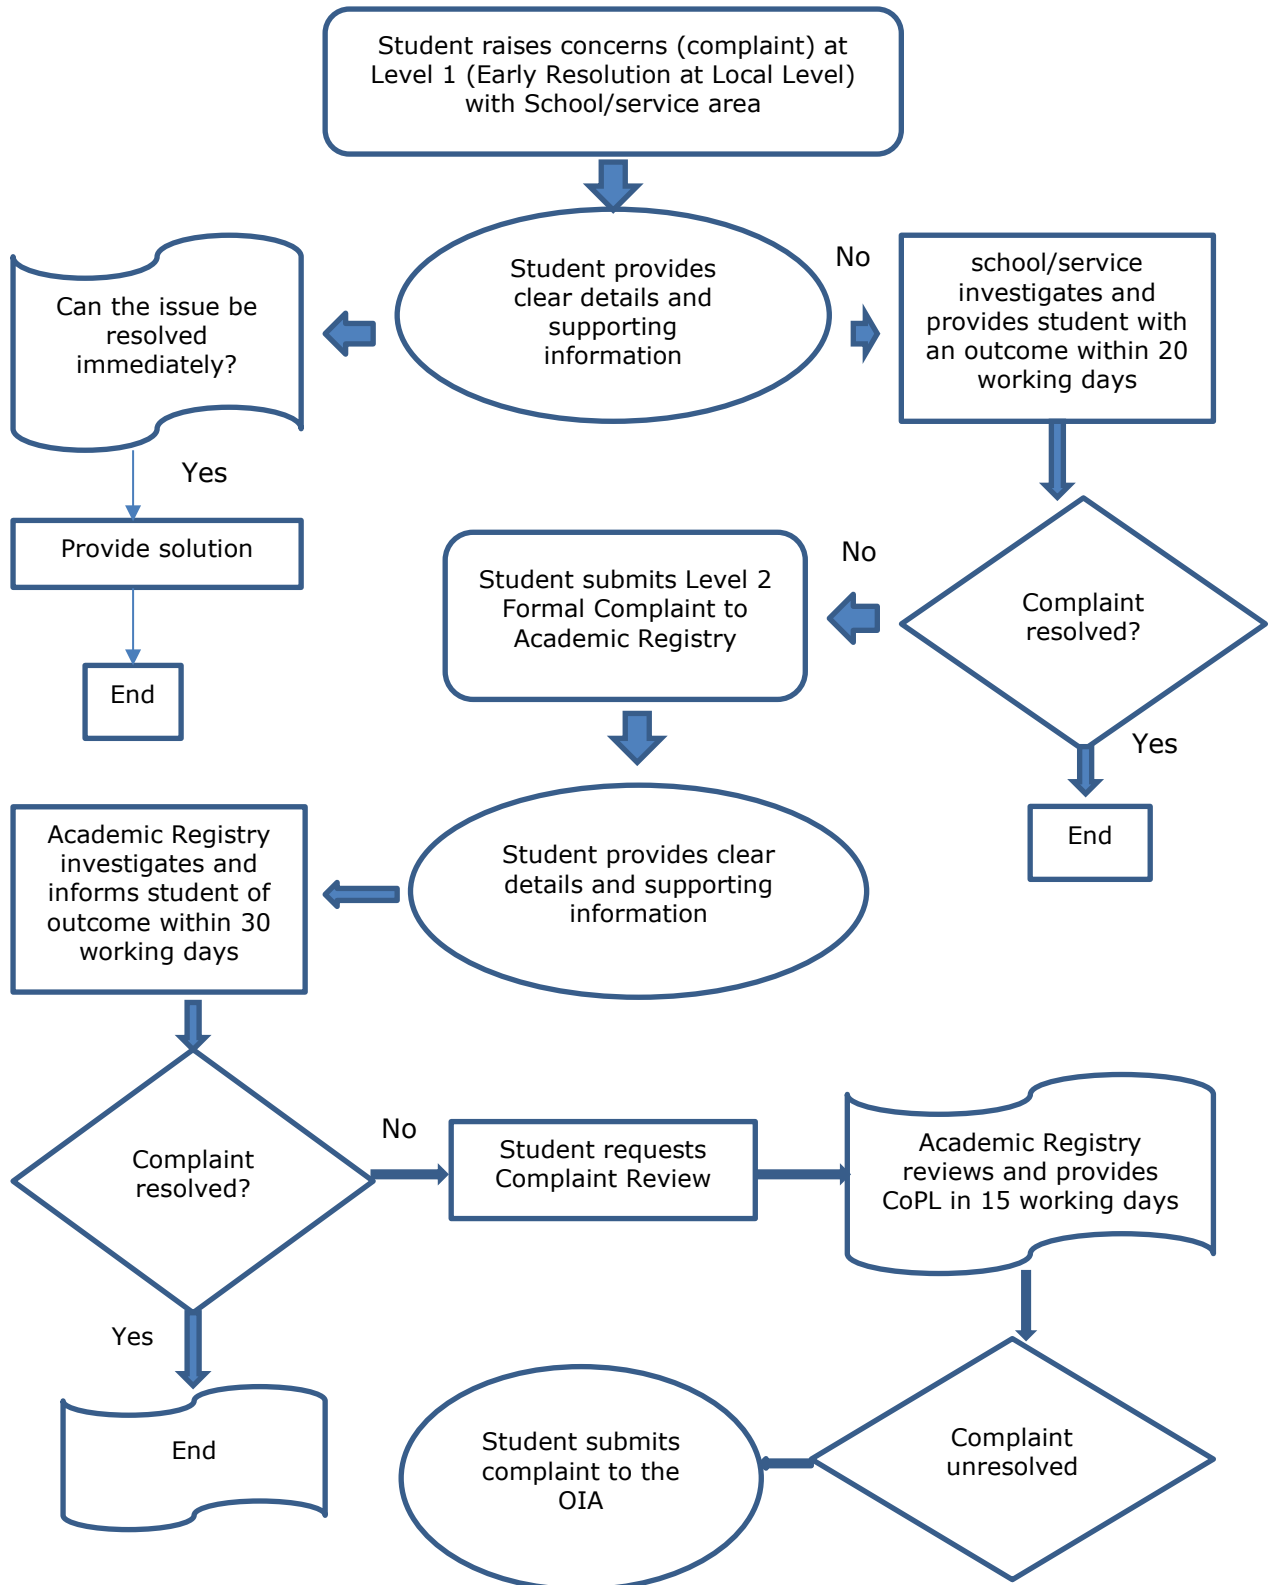 Student raises concerns (complaint) at
Level 1 (Early Resolution at Local Level)
with School/service area
Student provides
clear details and
supporting
information
No
school/service
investigates and
provides student with
an outcome within 20
working days
Can the issue be
resolved
immediately?
Yes
Provide solution
End
No
Student submits Level 2
Formal Complaint to
Academic Registry
Complaint
resolved?
Yes
End
Academic Registry
investigates and
informs student of
outcome within 30
working days
Student provides clear
details and supporting
information
Complaint
resolved?
No
Student requests
Complaint Review
Academic Registry
reviews and provides
CoPL in 15 working days
Yes
End
Student submits
complaint to the
OIA
Complaint
unresolved